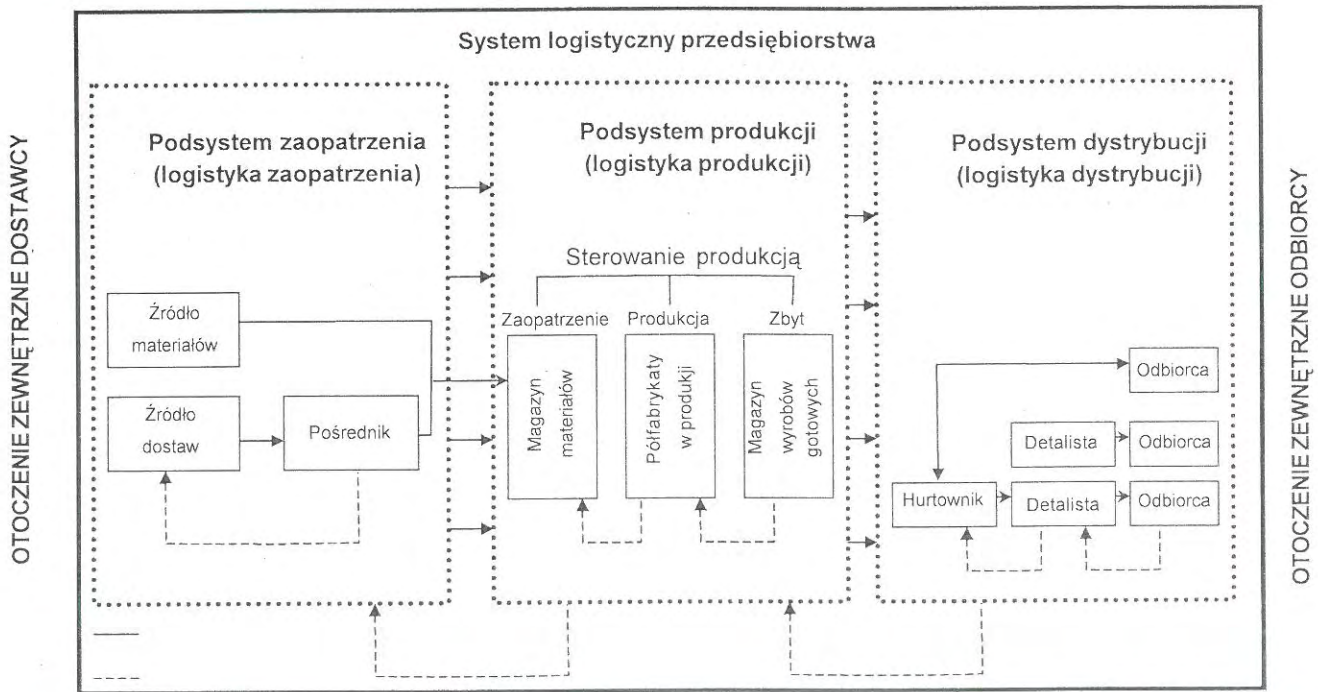 System logistyczny przedsiębiorstwa
OTOCZENIE ZEWNĘTRZNE DOSTAWCY
Podsystem zaopatrzenia
(logistyka zaopatrzenia)
Źródło
materiałów
Źródło
dostaw
Pośrednik
Podsystem produkcji
(logistyka produkcji)
Sterowanie produkcją
Zaopatrzenie
Produkcja
Zbyt
Magazyn
materiałów
Półfabrykaty
w produkji
Magazyn
wyrobów
gotowych
Podsystem dystrybucji
(logistyka dystrybucji)
Odbiorca
Detalista
Odbiorca
Hurtownik
Detalista
Odbiorca
OTOCZENIE ZEWNĘTRZNE ODBIORCY